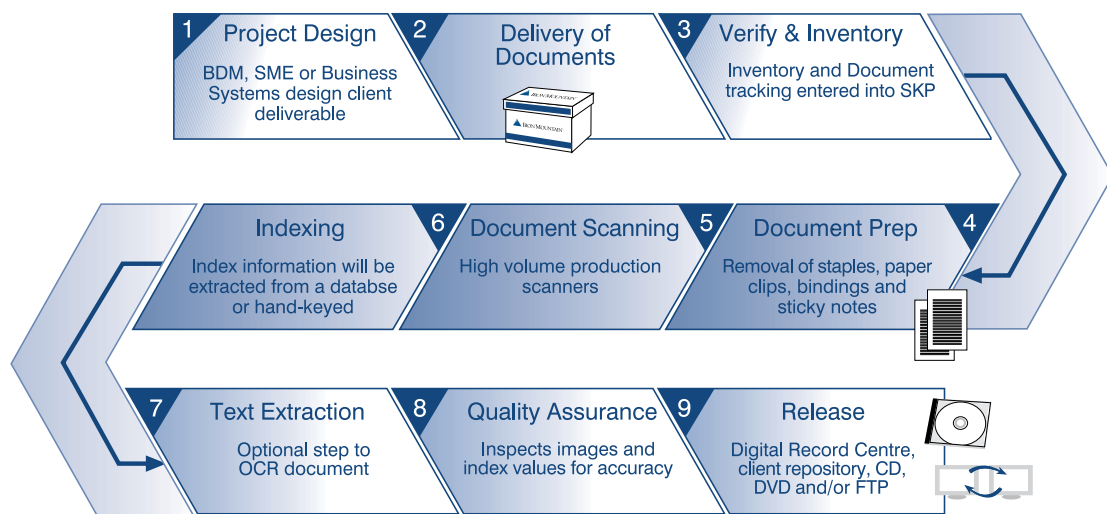 1
Project Design
BDM, SME or Business
Systems design client
deliverable
2
Delivery of
Documents
IRON MOUNTAIN
IRON MOUNTAIN
3
Verify & Inventory
Inventory and Document
tracking entered into SKP
4
Document Prep
Removal of staples, paper
clips, bindings and
sticky notes
5
Document Scanning
High volume production
scanners
6
Indexing
Index information will be
extracted from a databse
or hand-keyed
7
Text Extraction
Optional step to
OCR document
8
Quality Assurance
Inspects images and
index values for accuracy
9
Release
Digital Record Centre,
client repository, CD,
DVD and/or FTP